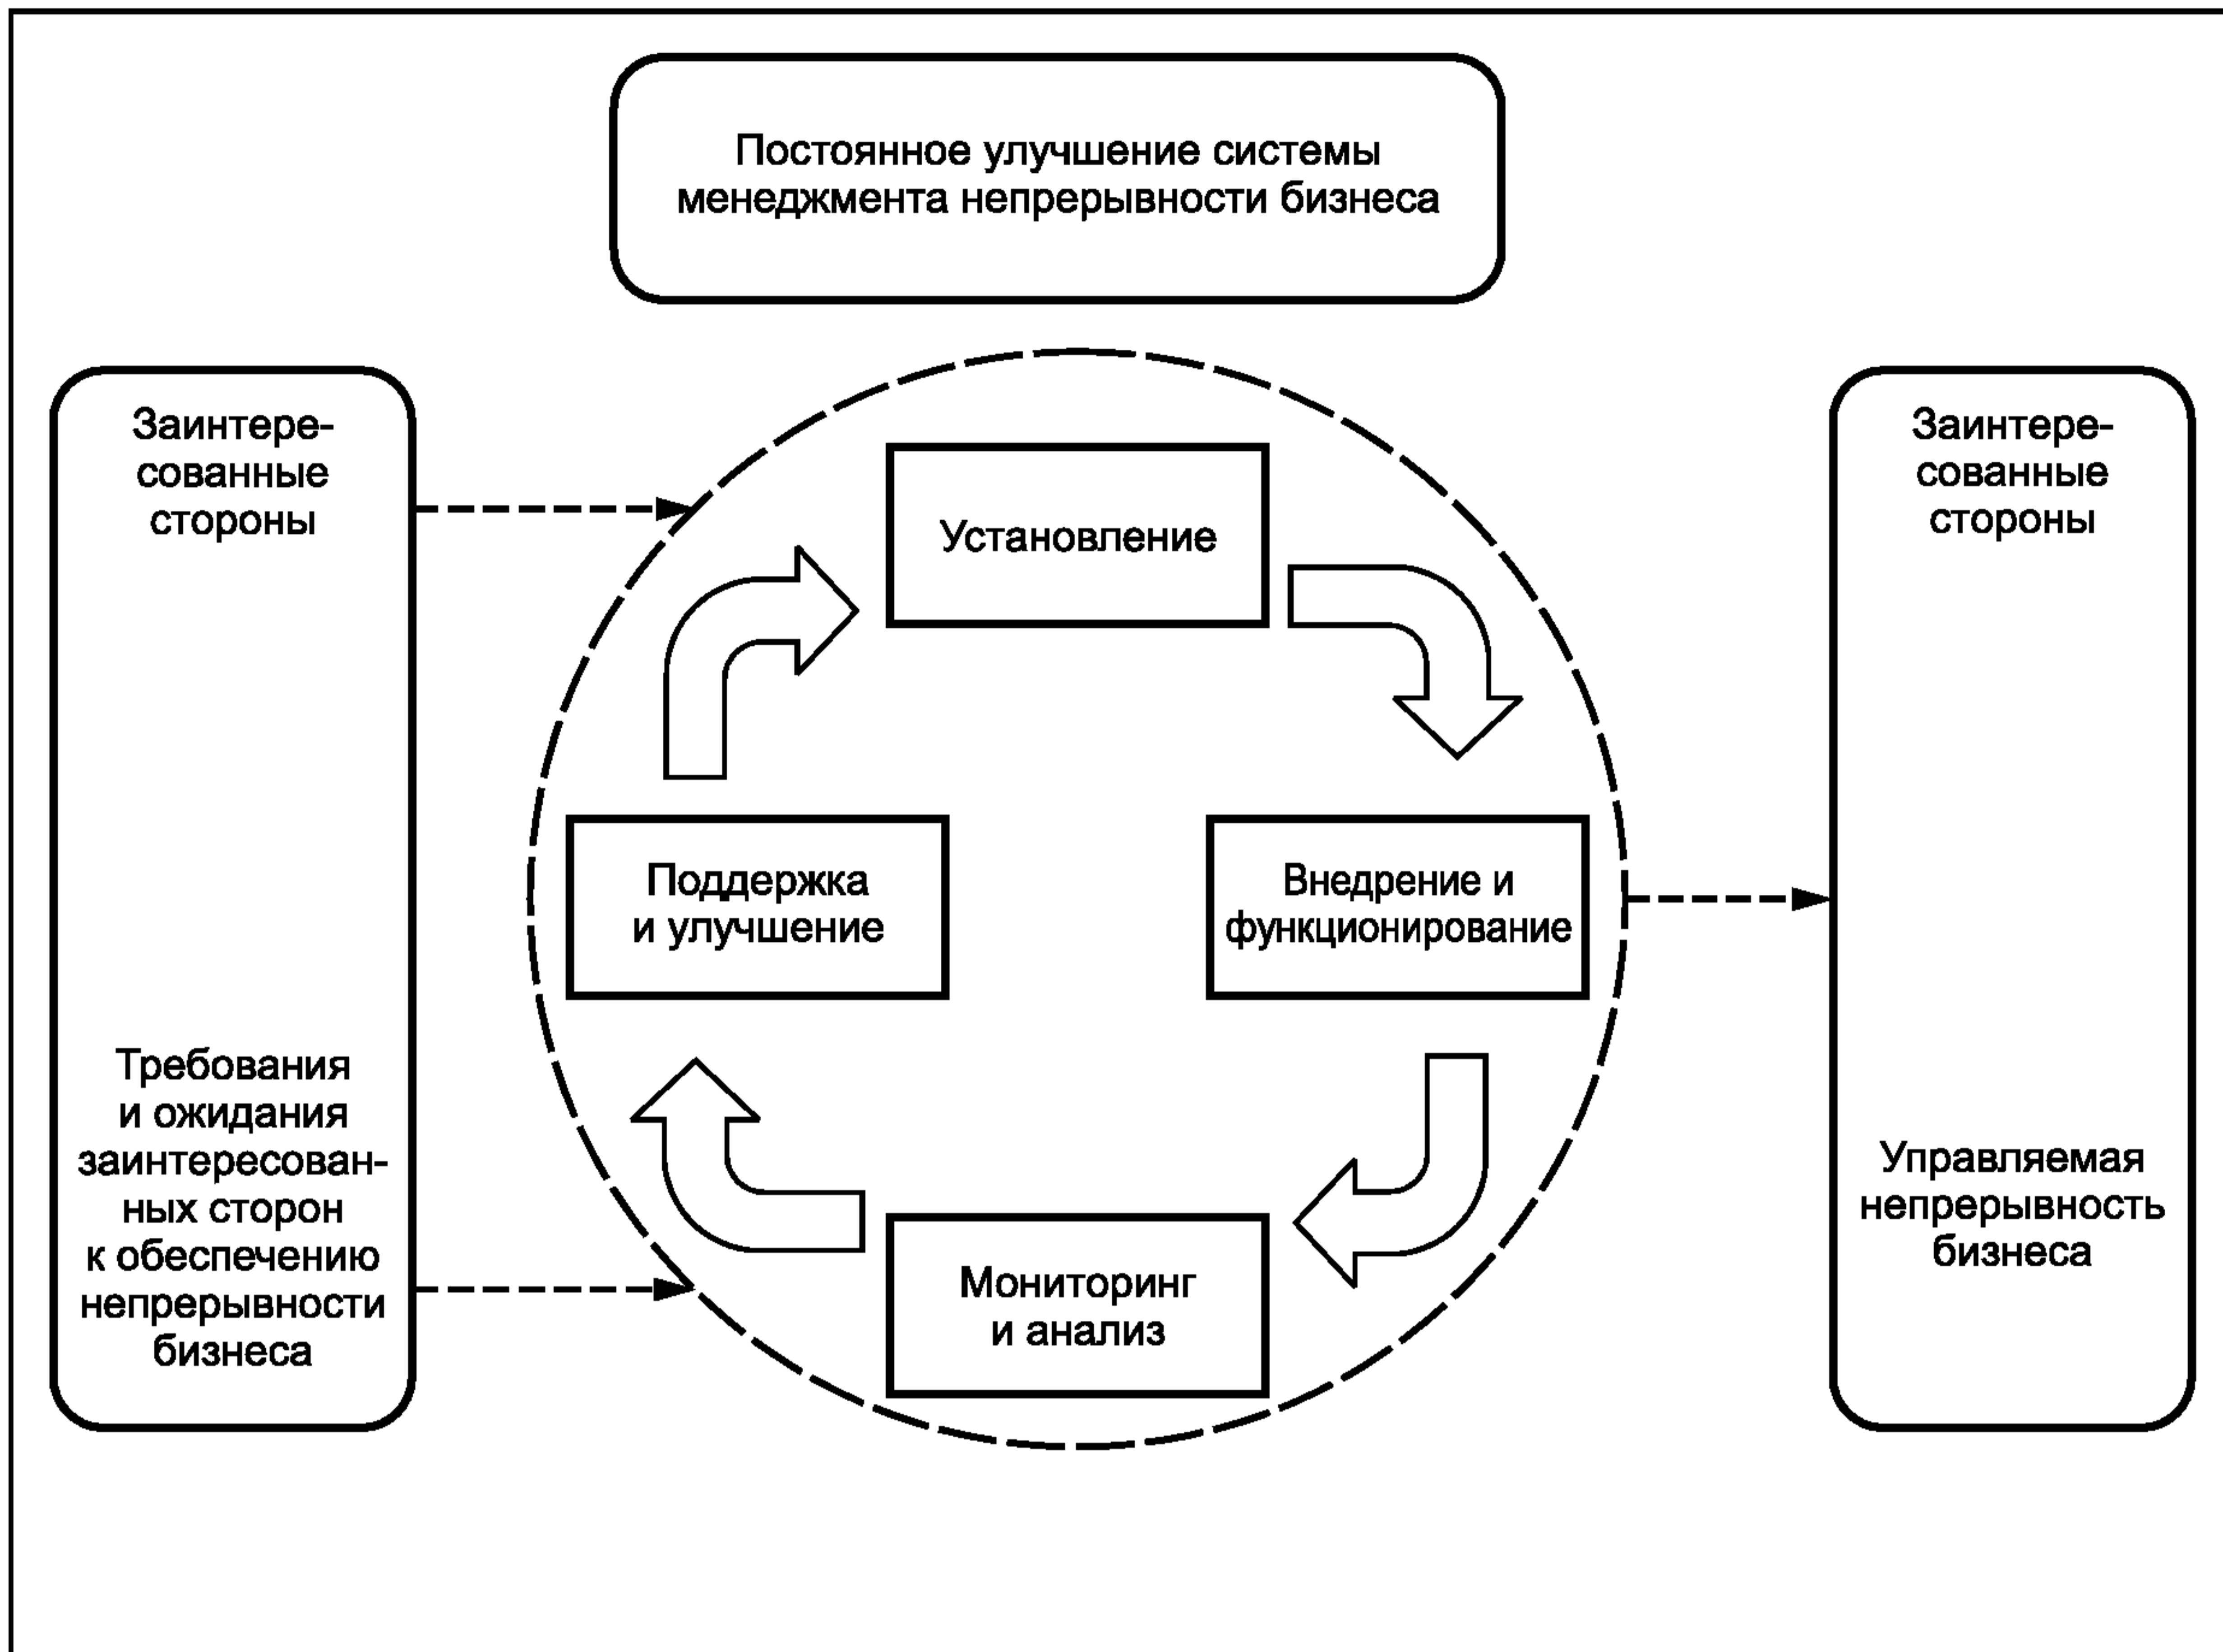 Постоянное улучшение системы
менеджмента непрерывности бизнеса
Заинтере-
сованные
стороны
Требования
и ожидания
заинтересован-
ных сторон
к обеспечению
непрерывности
бизнеса
Установление
Поддержка
и улучшение
Внедрение и
функционирование
Мониторинг
и анализ
Заинтере-
сованные
стороны
Управляемая
непрерывность
бизнеса